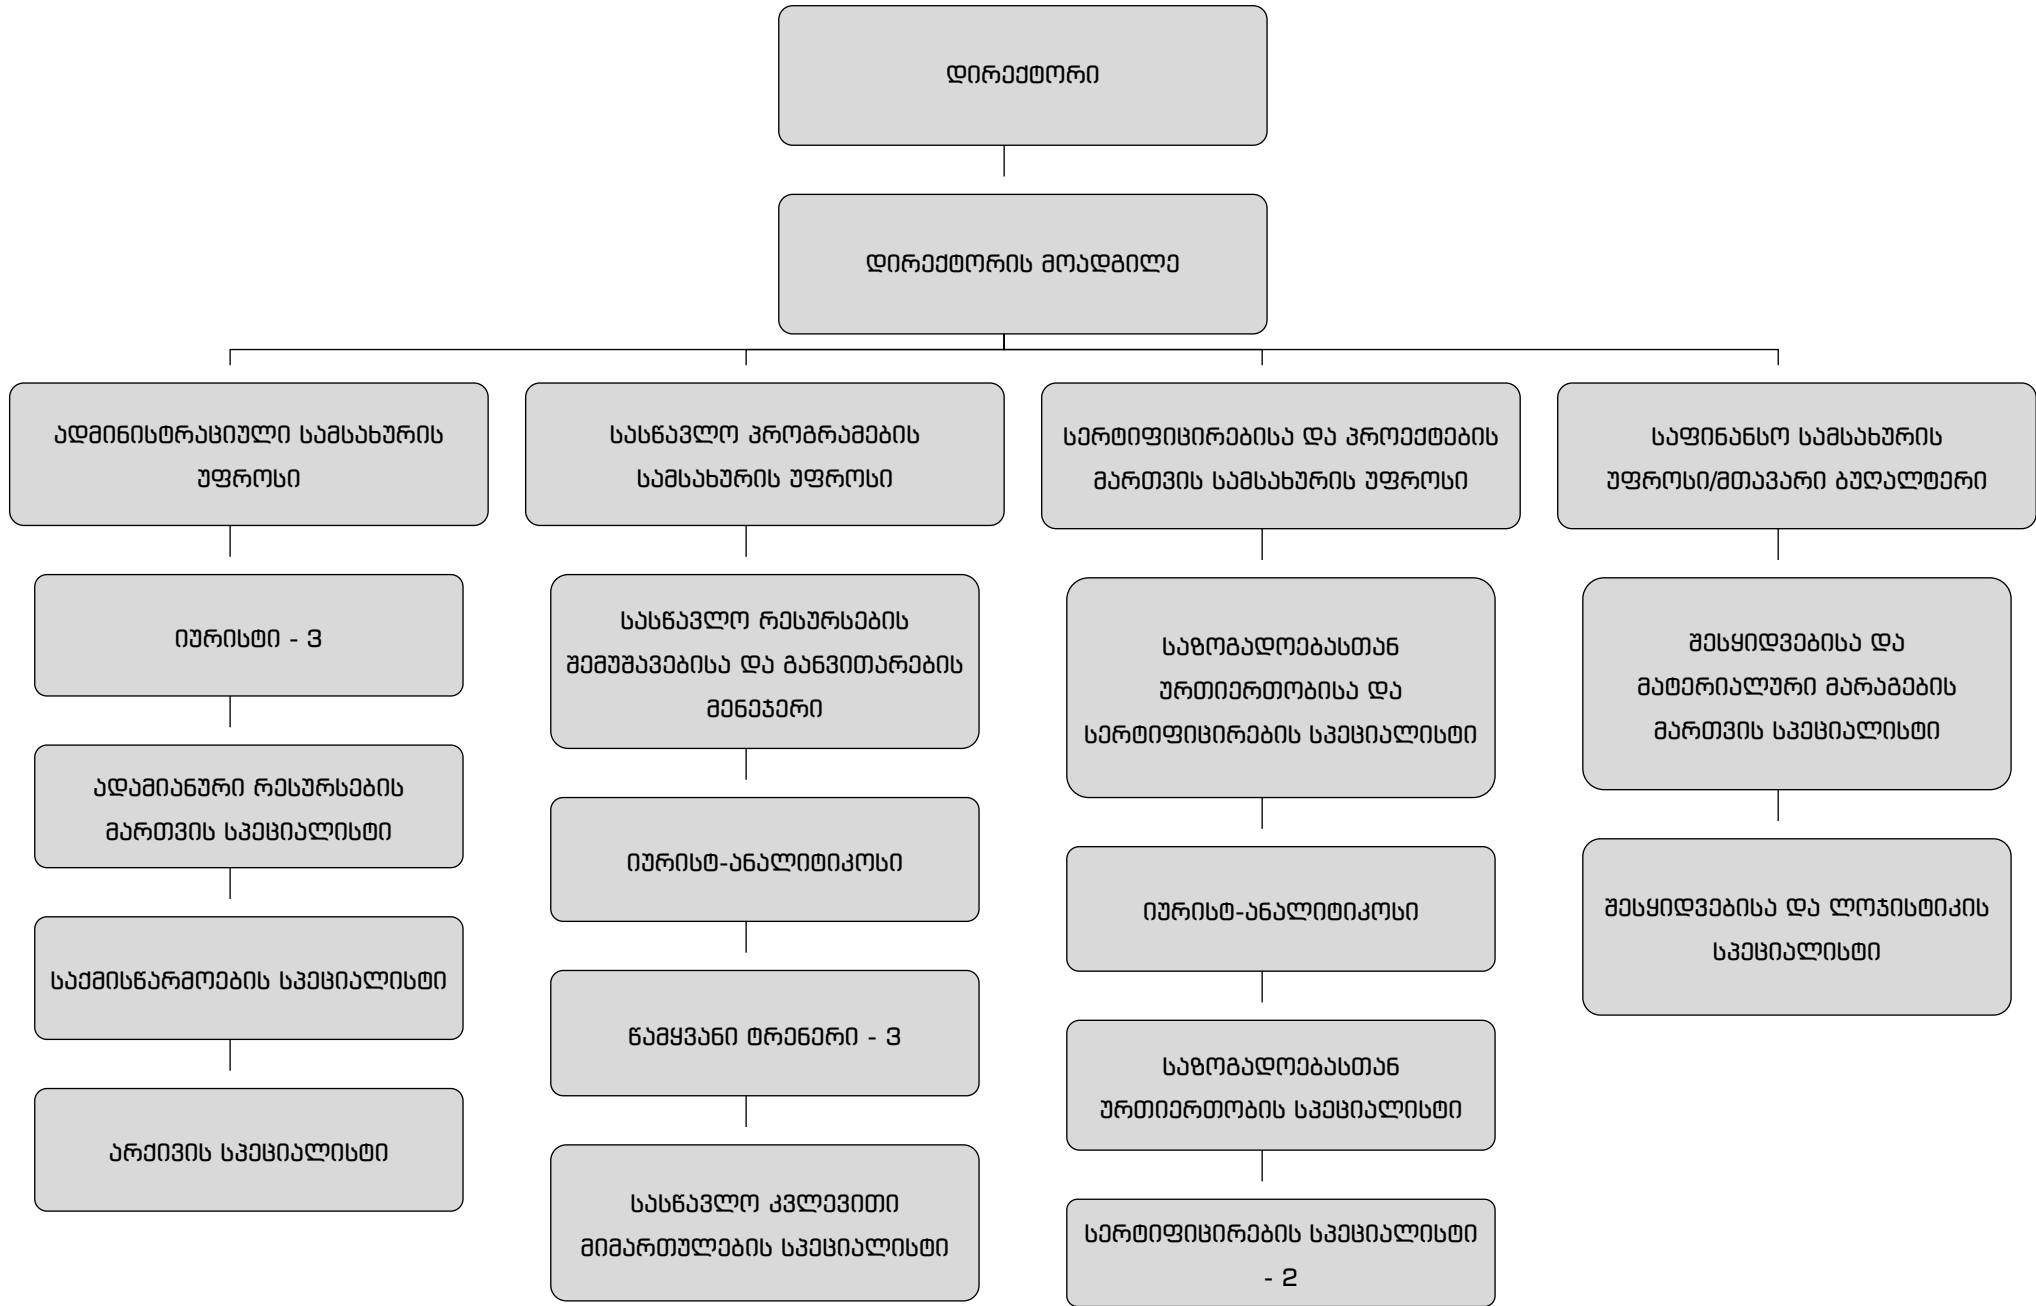 დირექტორი
დირექტორის მოადგილე
ადმინისტრაციული სამსახურის
უფროსი
იურისტი - 3
ადამიანური რესურსების
მართვის სპეციალისტი
საქმისწარმოების სპეციალისტი
არქივის სპეციალისტი
სასწავლო პროგრამების
სამსახურის უფროსი
სასწავლო რესურსების
შემუშავებისა და განვითარების
მენეჯერი
იურისტ-ანალიტიკოსი
წამყვანი ტრენერი - 3
სასწავლო კვლევითი
მიმართულების სპეციალისტი
სერტიფიცირებისა და პროექტების
მართვის სამსახურის უფროსი
საზოგადოებასთან
ურთიერთობისა და
სერტიფიცირების სპეციალისტი
იურისტ-ანალიტიკოსი
საზოგადოებასთან
ურთიერთობის სპეციალისტი
სერტიფიცირების სპეციალისტი
- 2
საფინანსო სამსახურის
უფროსი/მთავარი ბუღალტერი
შესყიდვებისა და
მატერიალური მარაგების
მართვის სპეციალისტი
შესყიდვებისა და ლოჯისტიკის
სპეციალისტი